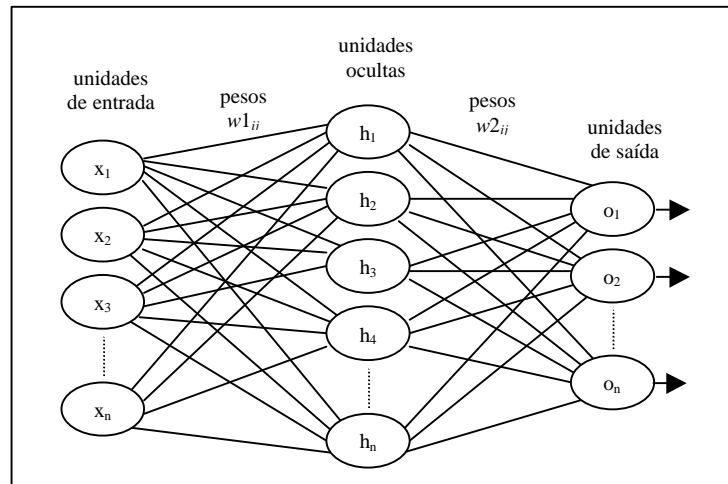 unidades
de entrada
pesos
w1ii
unidades
ocultas
pesos
w2ij
unidades
de saída
x1
x2
x3
xn
h1
h2
h3
h4
hn
o1
o2
on